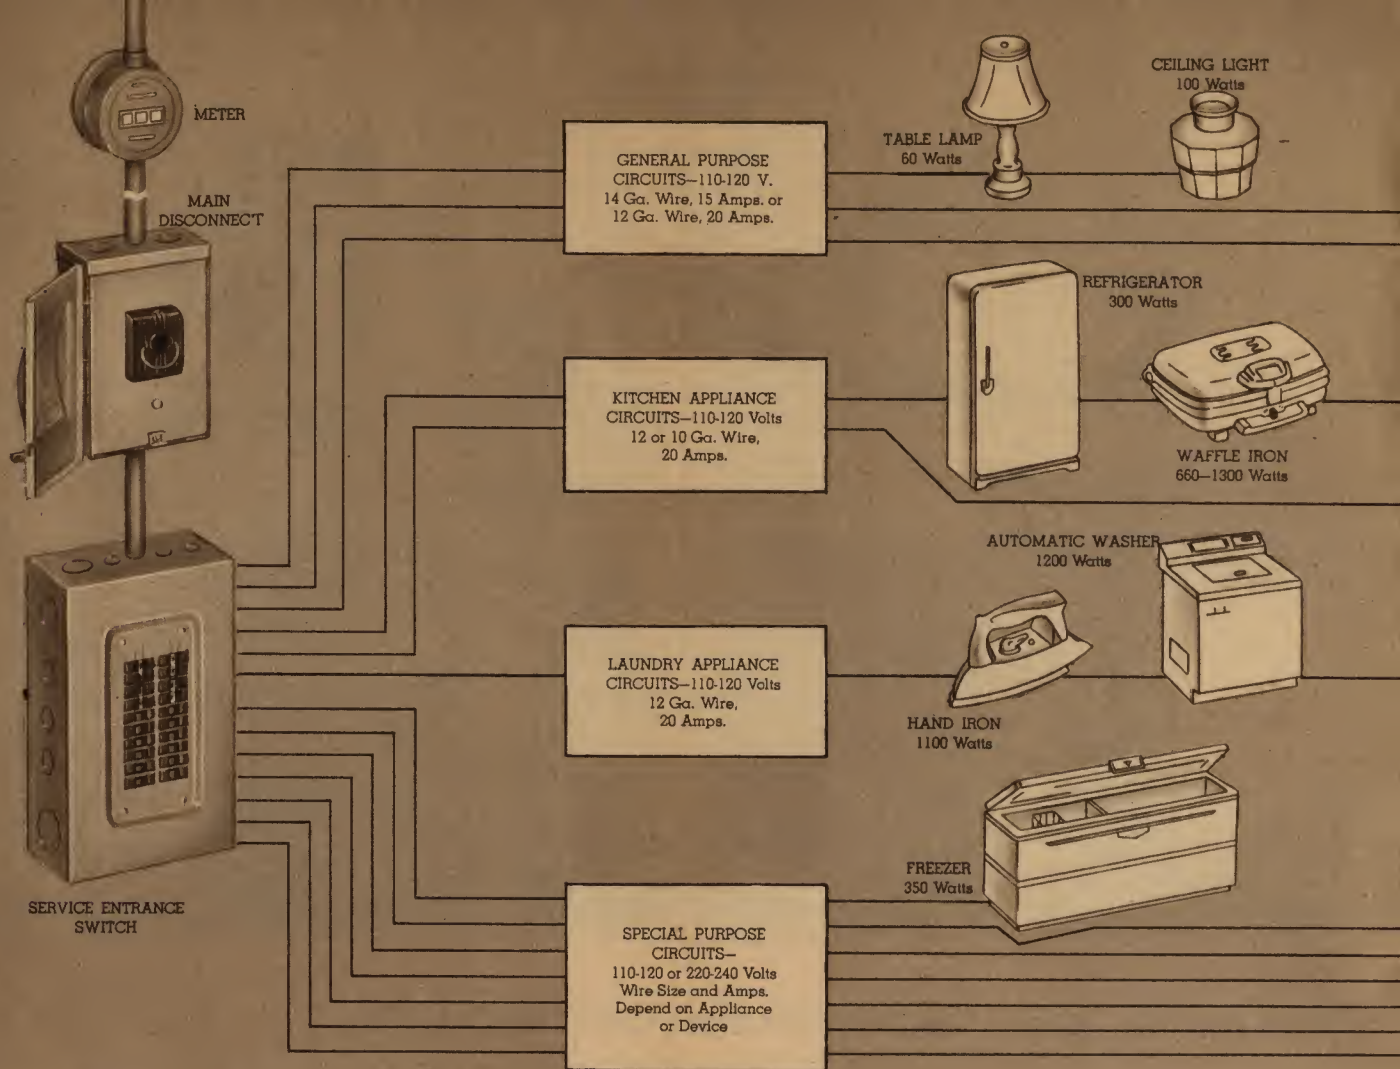 METER
MAIN
DISCONNECT
SERVICE ENTRANCE
SWITCH
GENERAL PURPOSE
CIRCUITS—110-120 V.
14 Ga. Wire, 15 Amps. or
12 Ga. Wire, 20 Amps.
TABLE LAMP
60 Watts
CEILING LIGHT
100 Watts
KITCHEN APPLIANCE
CIRCUITS—110-120 Volts
12 or 10 Ga. Wire,
20 Amps.
REFRIGERATOR
300 Watts
WAFFLE IRON
660—1300 Watts
LAUNDRY APPLIANCE
CIRCUITS—110-120 Volts
12 Ga. Wire,
20 Amps.
AUTOMATIC WASHER
1200 Watts
HAND IRON
1100 Watts
SPECIAL PURPOSE
CIRCUITS—
110-120 or 220-240 Volts
Wire Size and Amps.
Depend on Appliance
or Device
FREEZER
350 Watts